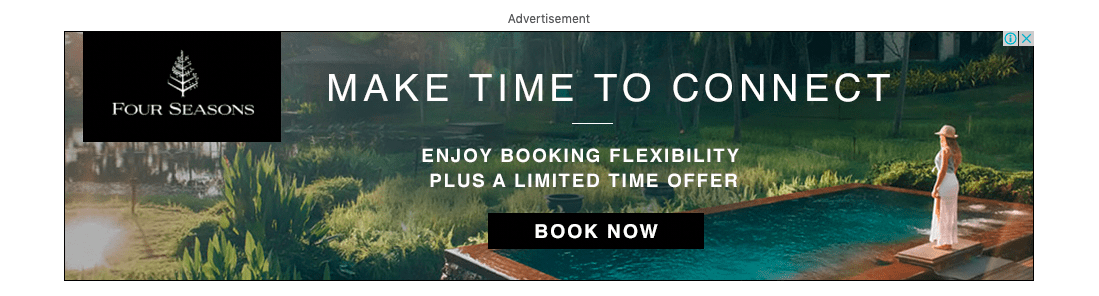 Advertisement
FOUR SEASONS
MAKE TIME TO CONNECT
ENJOY BOOKING FLEXIBILITY
PLUS A LIMITED TIME OFFER
BOOK NOW